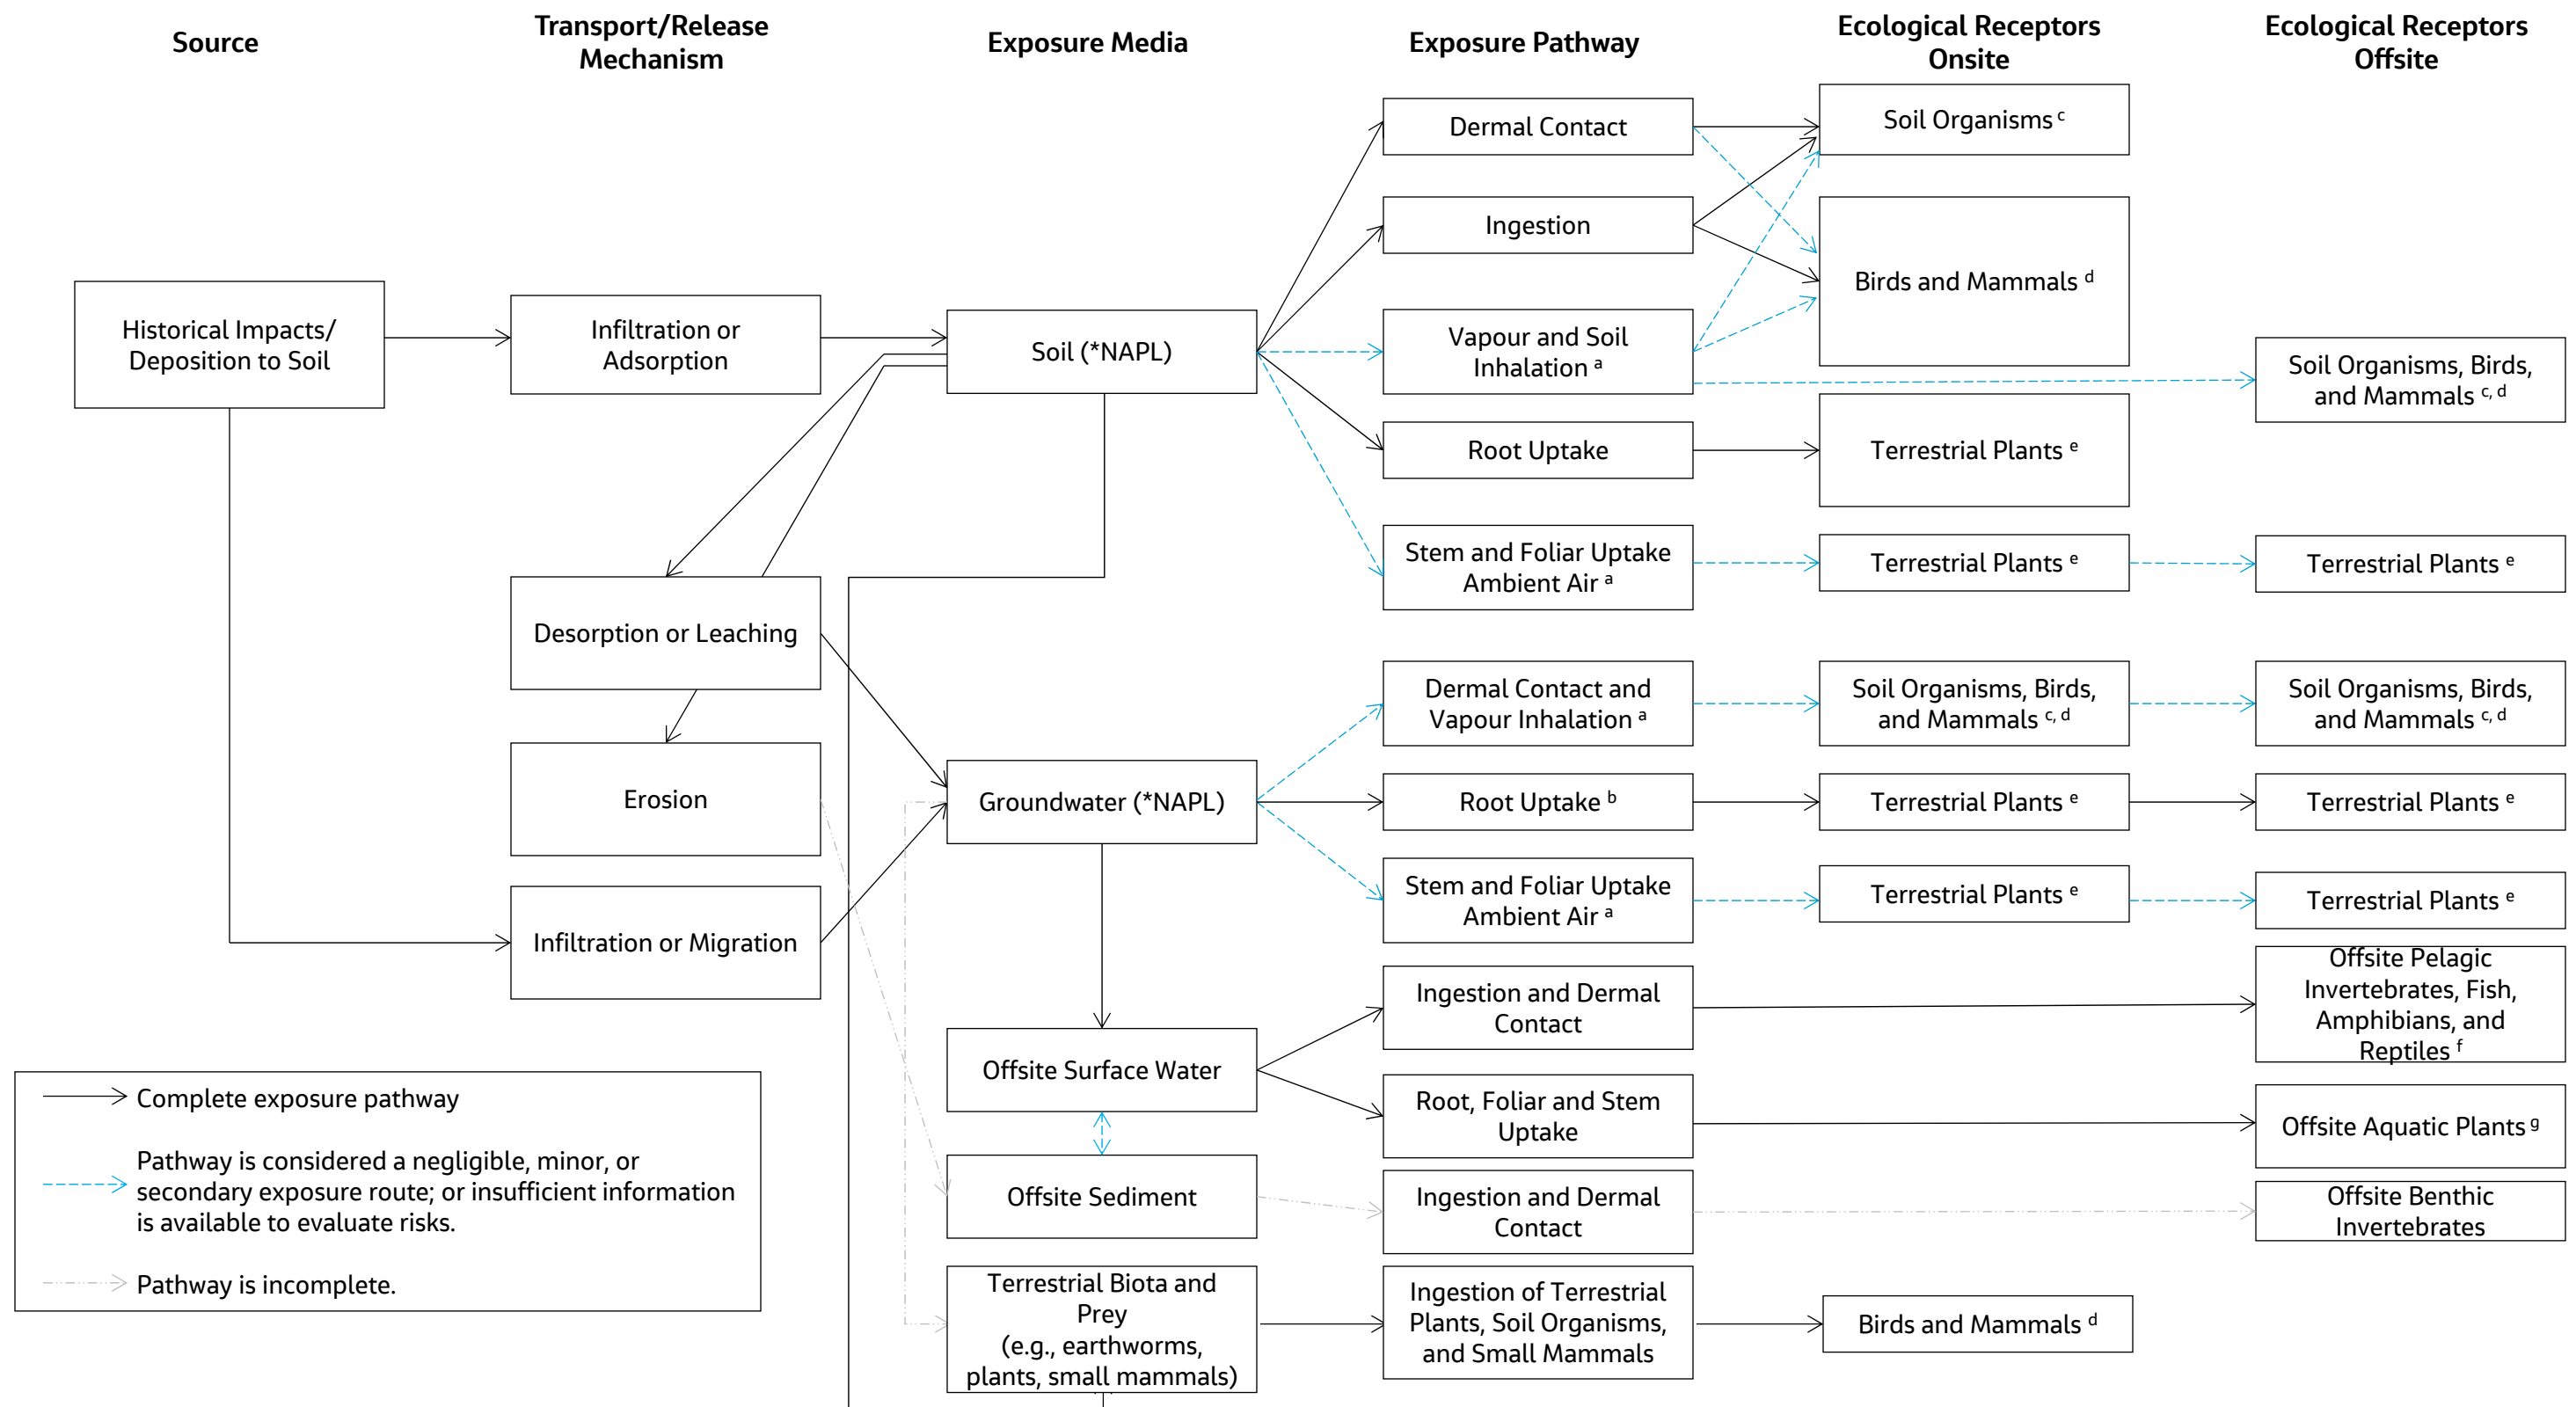 Source
Transport/Release
Mechanism
Exposure Media
Exposure Pathway
Ecological Receptors
Onsite
Ecological Receptors
Offsite
Historical Impacts/
Deposition to Soil
Infiltration or
Adsorption
Desorption or Leaching
Erosion
Infiltration or Migration
Soil (*NAPL)
Groundwater (*NAPL)
Offsite Surface Water
Offsite Sediment
Terrestrial Biota and
Prey
(e.g., earthworms,
plants, small mammals)
Dermal Contact
Ingestion
Vapour and Soil
Inhalation a
Root Uptake
Stem and Foliar Uptake
Ambient Air a
Dermal Contact and
Vapour Inhalation a
Root Uptake b
Stem and Foliar Uptake
Ambient Air a
Ingestion and Dermal
Contact
Root, Foliar and Stem
Uptake
Ingestion and Dermal
Contact
Ingestion of Terrestrial
Plants, Soil Organisms,
and Small Mammals
Soil Organisms c
Birds and Mammals d
Terrestrial Plants e
Terrestrial Plants e
Soil Organisms, Birds,
and Mammals c, d
Terrestrial Plants e
Terrestrial Plants e
Birds and Mammals d
Soil Organisms, Birds,
and Mammals c, d
Terrestrial Plants e
Soil Organisms, Birds,
and Mammals c, d
Terrestrial Plants e
Terrestrial Plants e
Offsite Pelagic
Invertebrates, Fish,
Amphibians, and
Reptiles f
Offsite Aquatic Plants g
Offsite Benthic
Invertebrates
Complete exposure pathway
Pathway is considered a negligible, minor, or
secondary exposure route; or insufficient information
is available to evaluate risks.
Pathway is incomplete.